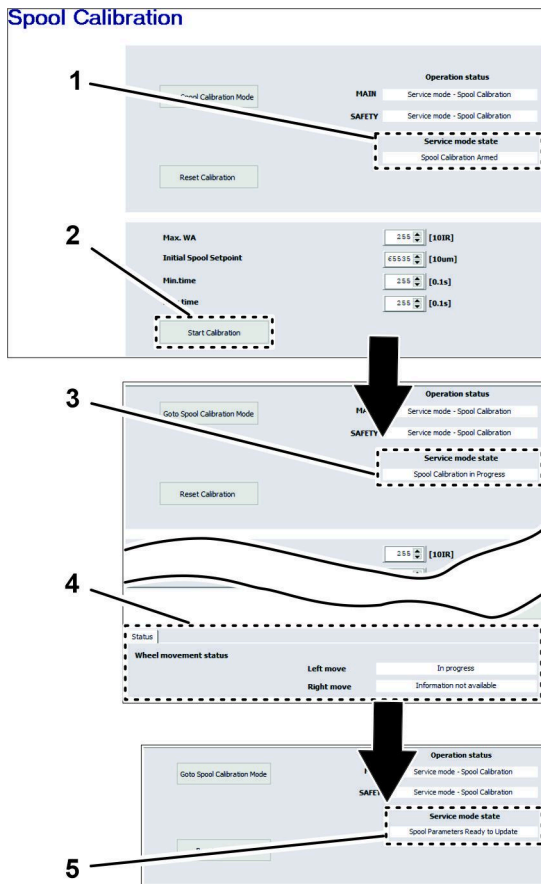 Spool Calibration
1
Operation status
Spool Calibration Mode
MAIN
Service mode - Spool Calibration
SAFETY
Service mode - Spool Calibration
Service mode state
Spool Calibration Armed
Reset Calibration
2
Max. WA
255
[10IR]
Initial Spool Setpoint
65535
[10um]
Min.time
255
[0.1s]
time
255
[0.1s]
Start Calibration
3
Operation status
Goto Spool Calibration Mode
Service mode - Spool Calibration
SAFETY
Service mode - Spool Calibration
Service mode state
Spool Calibration in Progress
Reset Calibration
255
[10IR]
4
Status
Wheel movement status
Left move
In progress
Right move
Information not available
Operation status
Goto Spool Calibration Mode
Service mode - Spool Calibration
Service mode - Spool Calibration
Service mode state
Spool Parameters Ready to Update
5